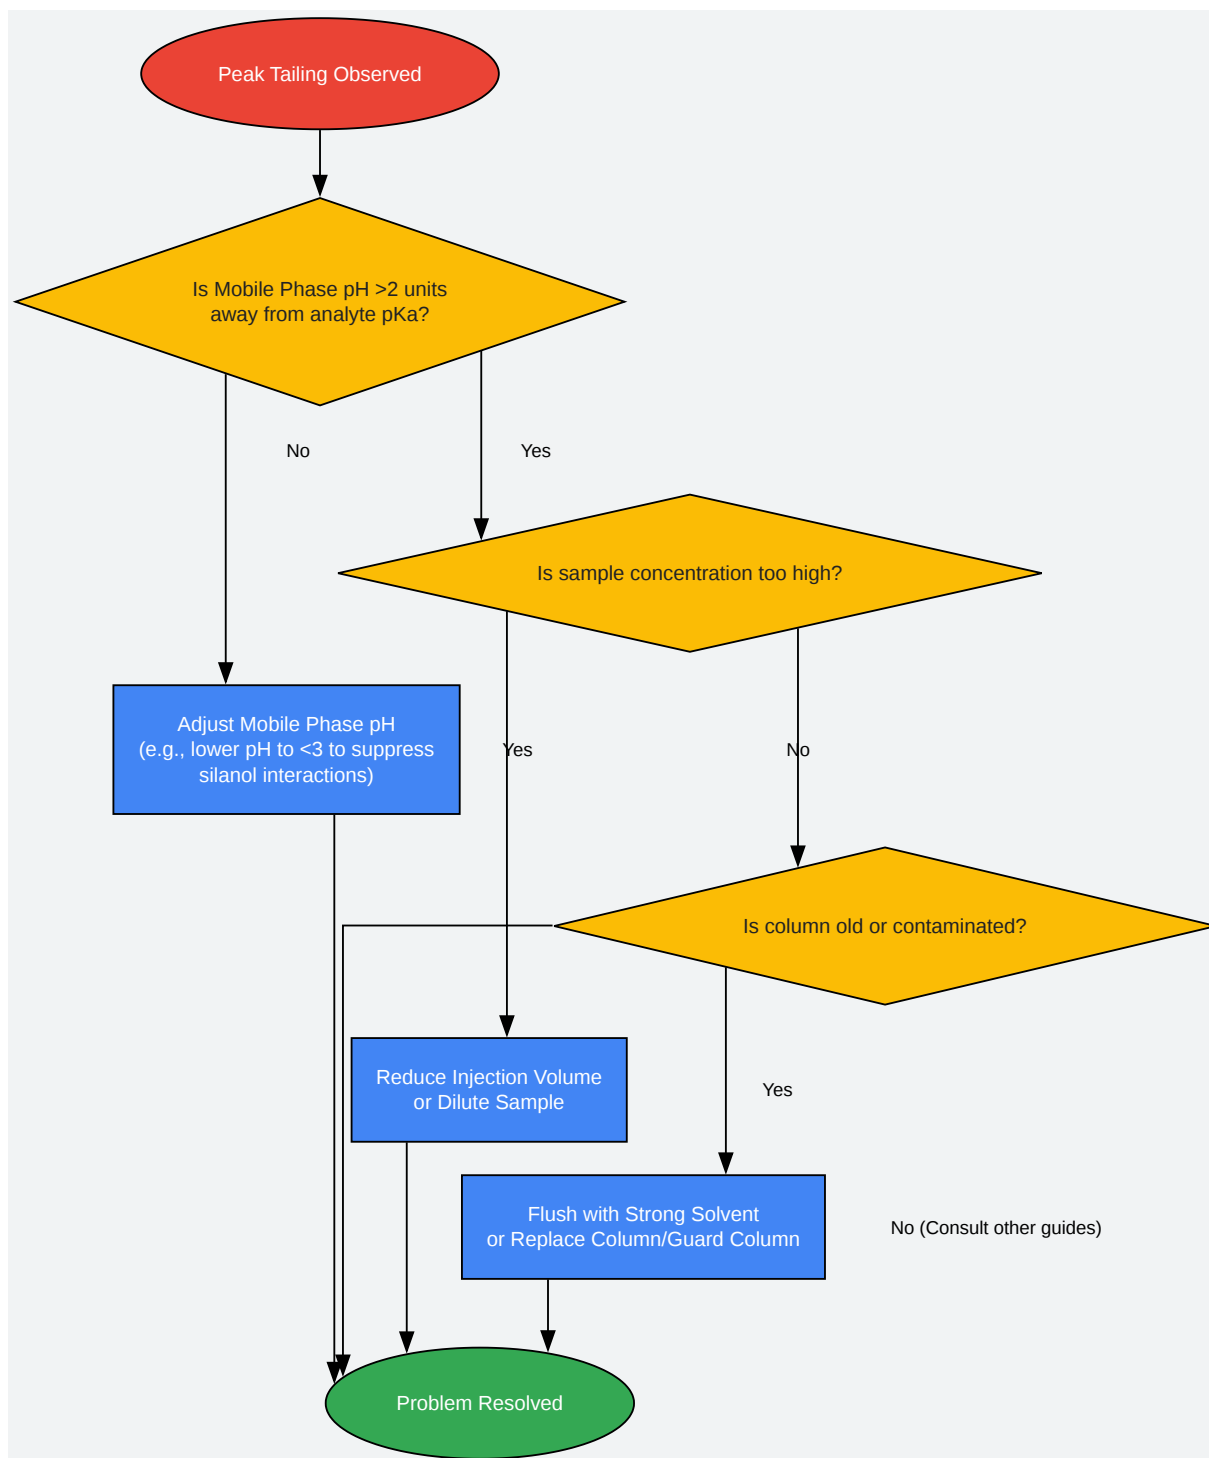 Peak Tailing Observed
Is Mobile Phase pH >2 units
away from analyte pKa?
No
Yes
Is sample concentration too high?
Adjust Mobile Phase pH
(e.g., lower pH to <3 to suppress
silanol interactions)
Yes
No
Is column old or contaminated?
Reduce Injection Volume
or Dilute Sample
Yes
Flush with Strong Solvent
or Replace Column/Guard Column
No (Consult other guides)
Problem Resolved